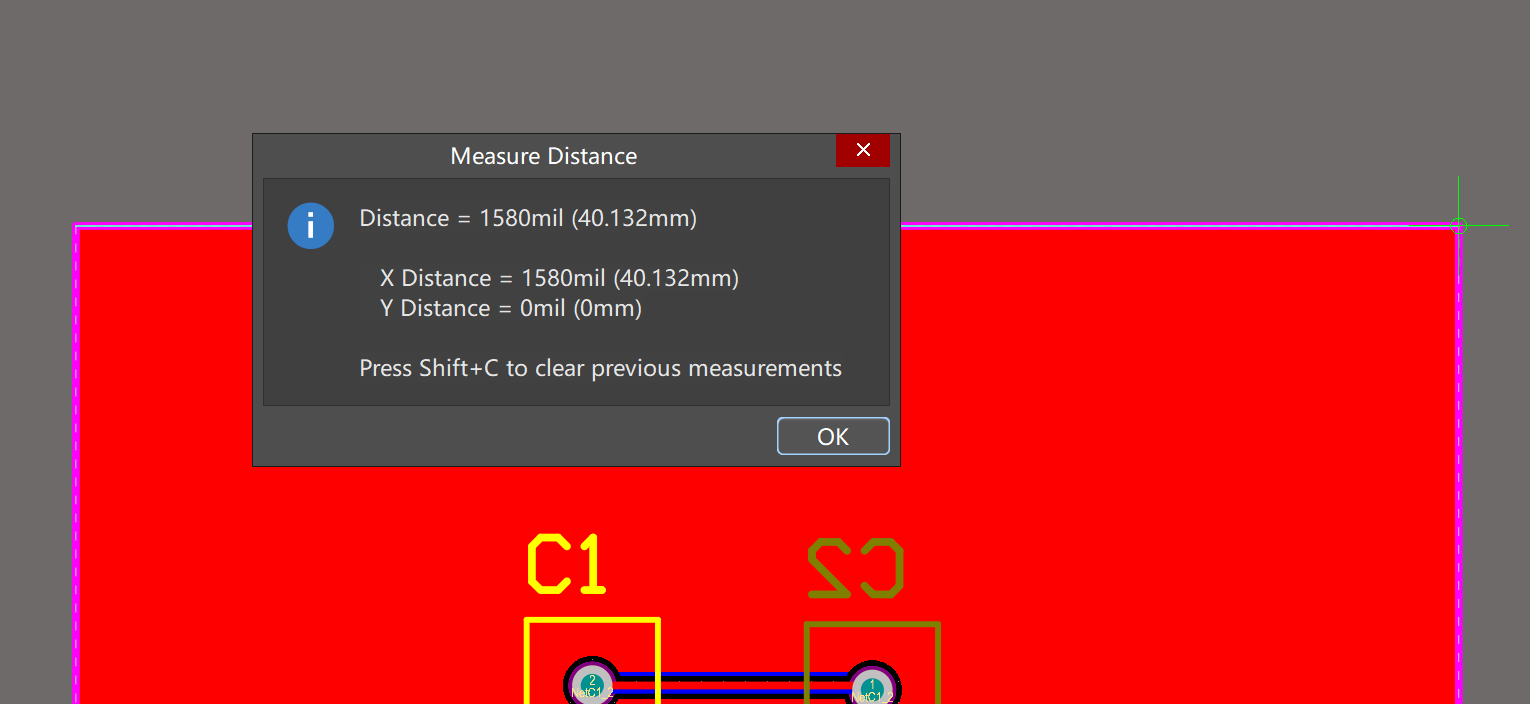 Measure Distance
Distance = 1580mil (40.132mm)
X Distance = 1580mil (40.132mm)
Y Distance = 0mil (0mm)
Press Shift+C to clear previous measurements
OK
C1
C2
2
NetC1_2
1
NetC1_2